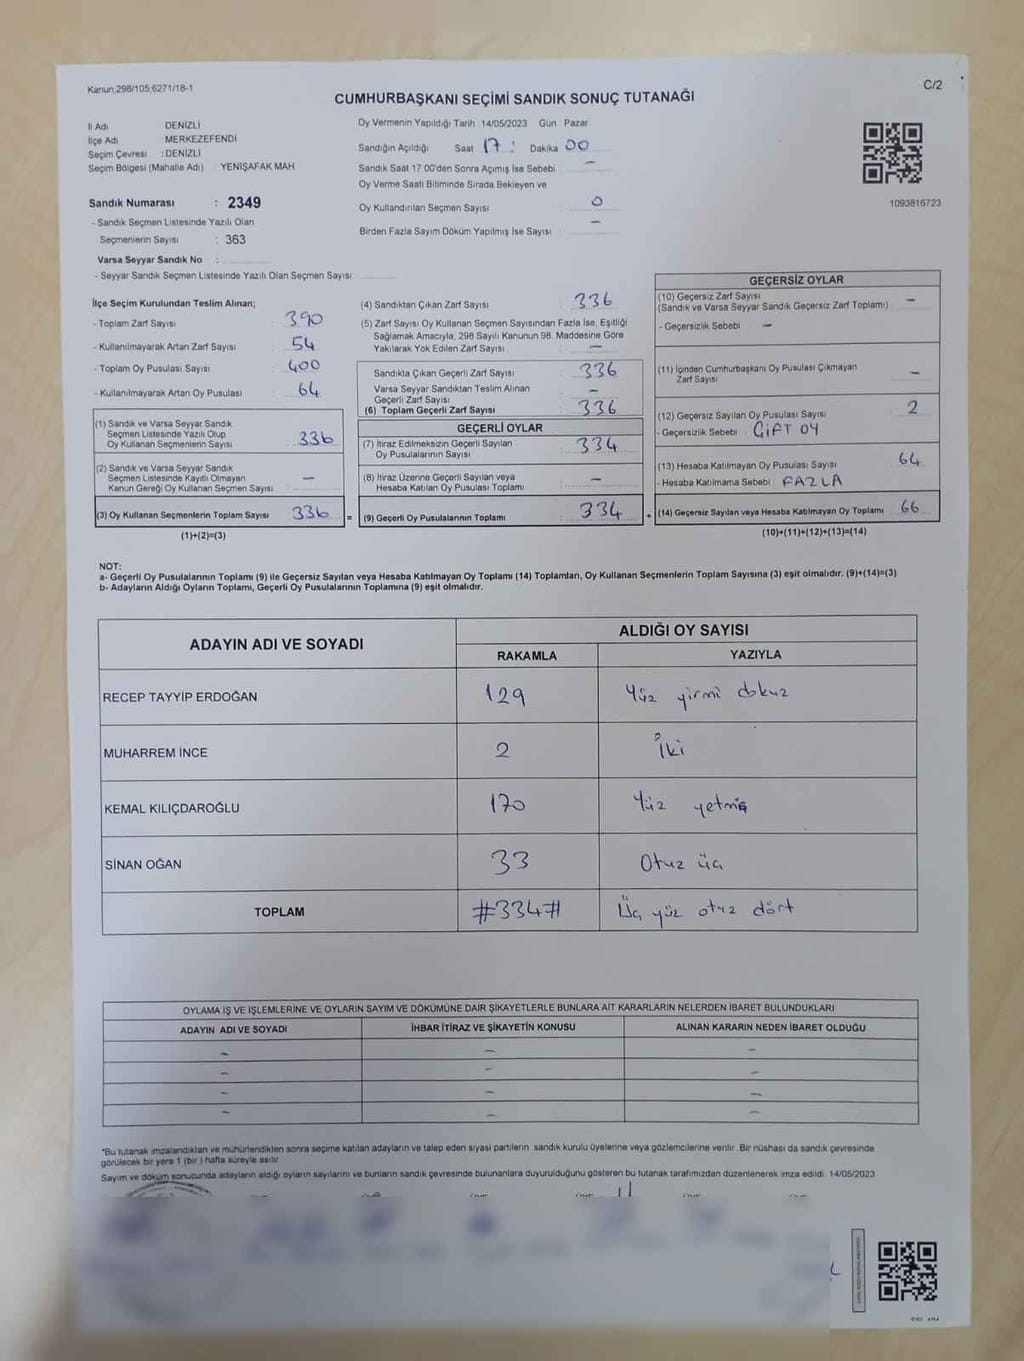 Kanun;298/105;6271/18-1
C/2
CUMHURBAŞKANI SEÇİMİ SANDIK SONUÇ TUTANAĞI
İl Adı DENİZLİ
İlçe Adı MERKEZEFENDİ
Seçim Çevresi : DENİZLİ
Seçim Bölgesi (Mahalle Adı) YENİŞAFAK MAH
Sandık Numarası : 2349
- Sandık Seçmen Listesinde Yazılı Olan
Seçmenlerin Sayısı : 363
Varsa Seyyar Sandık No :
- Seyyar Sandık Seçmen Listesinde Yazılı Olan Seçmen Sayısı
Oy Vermenin Yapıldığı Tarih 14/05/2023 Gün Pazar
Sandığın Açıldığı Saat 17 : Dakika 00
Sandık Saat 17:00'den Sonra Açımış İse Sebebi –
Oy Verme Saati Bitiminde Sırada Bekleyen ve
Oy Kullandırılan Seçmen Sayısı 0
Birden Fazla Sayım Döküm Yapılmış İse Sayısı –
1093816723
İlçe Seçim Kurulundan Teslim Alınan;
- Toplam Zarf Sayısı : 390
- Kullanılmayarak Artan Zarf Sayısı : 54
- Toplam Oy Pusulası Sayısı : 400
- Kullanılmayarak Artan Oy Pusulası : 64
(1) Sandık ve Varsa Seyyar Sandık
Seçmen Listesinde Yazılı Olup
Oy Kullanan Seçmenlerin Sayısı : 336
(2) Sandık ve Varsa Seyyar Sandık
Seçmen Listesinde Kayıtlı Olmayan
Kanun Gereği Oy Kullanan Seçmen Sayısı –
(3) Oy Kullanan Seçmenlerin Toplam Sayısı 336 =
(1)+(2)=(3)
(4) Sandıktan Çıkan Zarf Sayısı : 336
(5) Zarf Sayısı Oy Kullanan Seçmen Sayısından Fazla İse, Eşitliği
Sağlamak Amacıyla, 298 Sayılı Kanunun 98. Maddesine Göre
Yakılarak Yok Edilen Zarf Sayısı : –
Sandıkta Çıkan Geçerli Zarf Sayısı : 336
Varsa Seyyar Sandıktan Teslim Alınan
Geçerli Zarf Sayısı –
(6) Toplam Geçerli Zarf Sayısı : 336
GEÇERLİ OYLAR
(7) İtiraz Edilmeksizin Geçerli Sayılan
Oy Pusulalarının Sayısı : 334
(8) İtiraz Üzerine Geçerli Sayılan veya
Hesaba Katılan Oy Pusulası Toplamı –
(9) Geçerli Oy Pusulalarının Toplamı : 334 +
GEÇERSİZ OYLAR
(10) Geçersiz Zarf Sayısı
(Sandık ve Varsa Seyyar Sandık Geçersiz Zarf Toplamı) : –
- Geçersizlik Sebebi : –
(11) İçinden Cumhurbaşkanı Oy Pusulası Çıkmayan
Zarf Sayısı –
(12) Geçersiz Sayılan Oy Pusulası Sayısı : 2
- Geçersizlik Sebebi : ÇİFT OY
(13) Hesaba Katılmayan Oy Pusulası Sayısı : 64
- Hesaba Katılmama Sebebi : FAZLA
(14) Geçersiz Sayılan veya Hesaba Katılmayan Oy Toplamı 66
(10)+(11)+(12)+(13)=(14)
NOT:
a- Geçerli Oy Pusulalarının Toplamı (9) ile Geçersiz Sayılan veya Hesaba Katılmayan Oy Toplamı (14) Toplamları, Oy Kullanan Seçmenlerin Toplam Sayısına (3) eşit olmalıdır. (9)+(14)=(3)
b- Adayların Aldığı Oyların Toplamı, Geçerli Oy Pusulalarının Toplamına (9) eşit olmalıdır.
ADAYIN ADI VE SOYADI ALDIĞI OY SAYISI
RAKAMLA YAZIYLA
RECEP TAYYİP ERDOĞAN 129 Yüz yirmi dokuz
MUHARREM İNCE 2 İki
KEMAL KILIÇDAROĞLU 170 Yüz yetmiş
SİNAN OĞAN 33 Otuz üç
TOPLAM #334# Üç yüz otuz dört
OYLAMA İŞ VE İŞLEMLERİNE VE OYLARIN SAYIM VE DÖKÜMÜNE DAİR ŞİKAYETLERLE BUNLARA AİT KARARLARIN NELERDEN İBARET BULUNDUKLARI
ADAYIN ADI VE SOYADI İHBAR İTİRAZ VE ŞİKAYETİN KONUSU ALINAN KARARIN NEDEN İBARET OLDUĞU
– – –
– – –
– – –
– – –
*Bu tutanak imzalandıktan ve mühürlendikten sonra seçime katılan adayların ve talep eden siyasi partilerin sandık kurulu üyelerine veya gözlemcilerine verilir. Bir nüshası da sandık çevresinde
görülecek bir yere 1 (bir ) hafta süreyle asılır
Sayım ve döküm sonucunda adayların aldığı oyların sayılarını ve bunların sandık çevresinde bulunanlara duyurulduğunu gösteren bu tutanak tarafımızdan düzenlenerek imza edildi. 14/05/2023